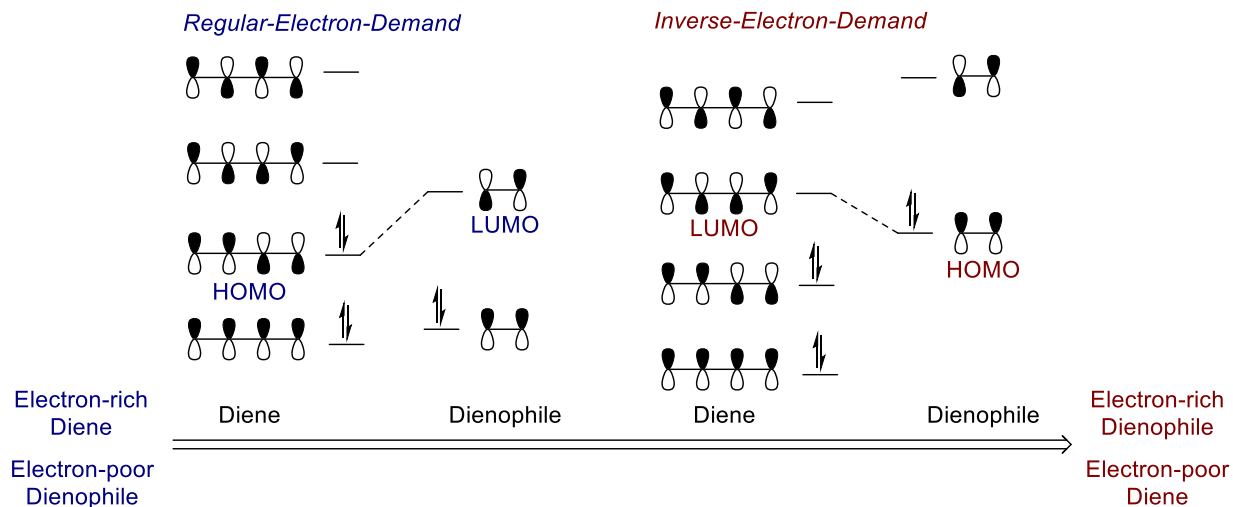 Regular-Electron-Demand
Inverse-Electron-Demand
LUMO
HOMO
LUMO
HOMO
Electron-rich
Diene
Electron-poor
Dienophile
Diene
Dienophile
Diene
Dienophile
Electron-rich
Dienophile
Electron-poor
Diene